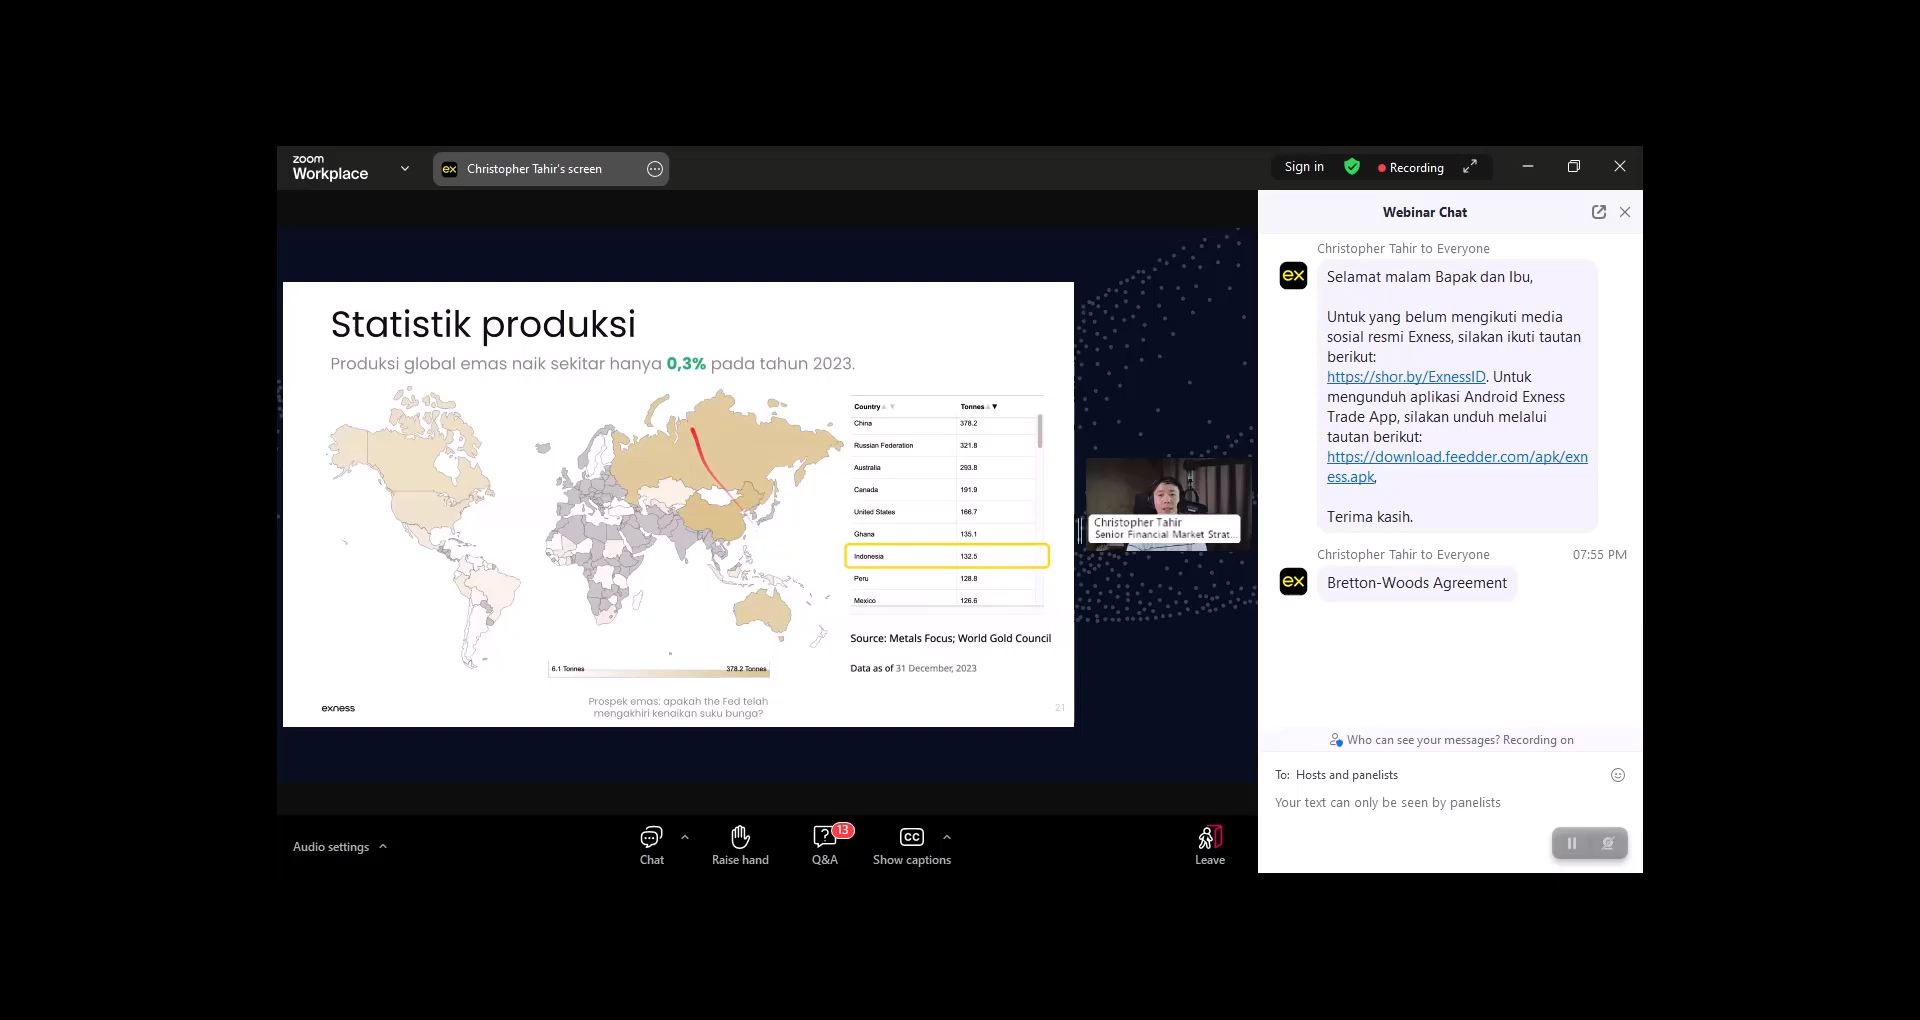 zoom
Workplace
ex
Christopher Tahir's screen
Sign in
Recording
Statistik produksi
Produksi global emas naik sekitar hanya 0,3% pada tahun 2023.
Country Tonnes
China 378.2
Russian Federation 321.8
Australia 293.8
Canada 191.9
United States 166.7
Ghana 135.1
Indonesia 132.5
Peru 128.8
Mexico 126.6
Source: Metals Focus; World Gold Council
Data as of 31 December, 2023
6.1 Tonnes 378.2 Tonnes
exness
Prospek emas: apakah the Fed telah
mengakhiri kenaikan suku bunga?
21
Christopher Tahir
Senior Financial Market Strat...
Webinar Chat
Christopher Tahir to Everyone
ex
Selamat malam Bapak dan Ibu,
Untuk yang belum mengikuti media
sosial resmi Exness, silakan ikuti tautan
berikut:
https://shor.by/ExnessID. Untuk
mengunduh aplikasi Android Exness
Trade App, silakan unduh melalui
tautan berikut:
https://download.feedder.com/apk/exn
ess.apk,
Terima kasih.
Christopher Tahir to Everyone 07:55 PM
ex
Bretton-Woods Agreement
Who can see your messages? Recording on
To: Hosts and panelists
Your text can only be seen by panelists
Audio settings
Chat
Raise hand
13
Q&A
CC
Show captions
Leave